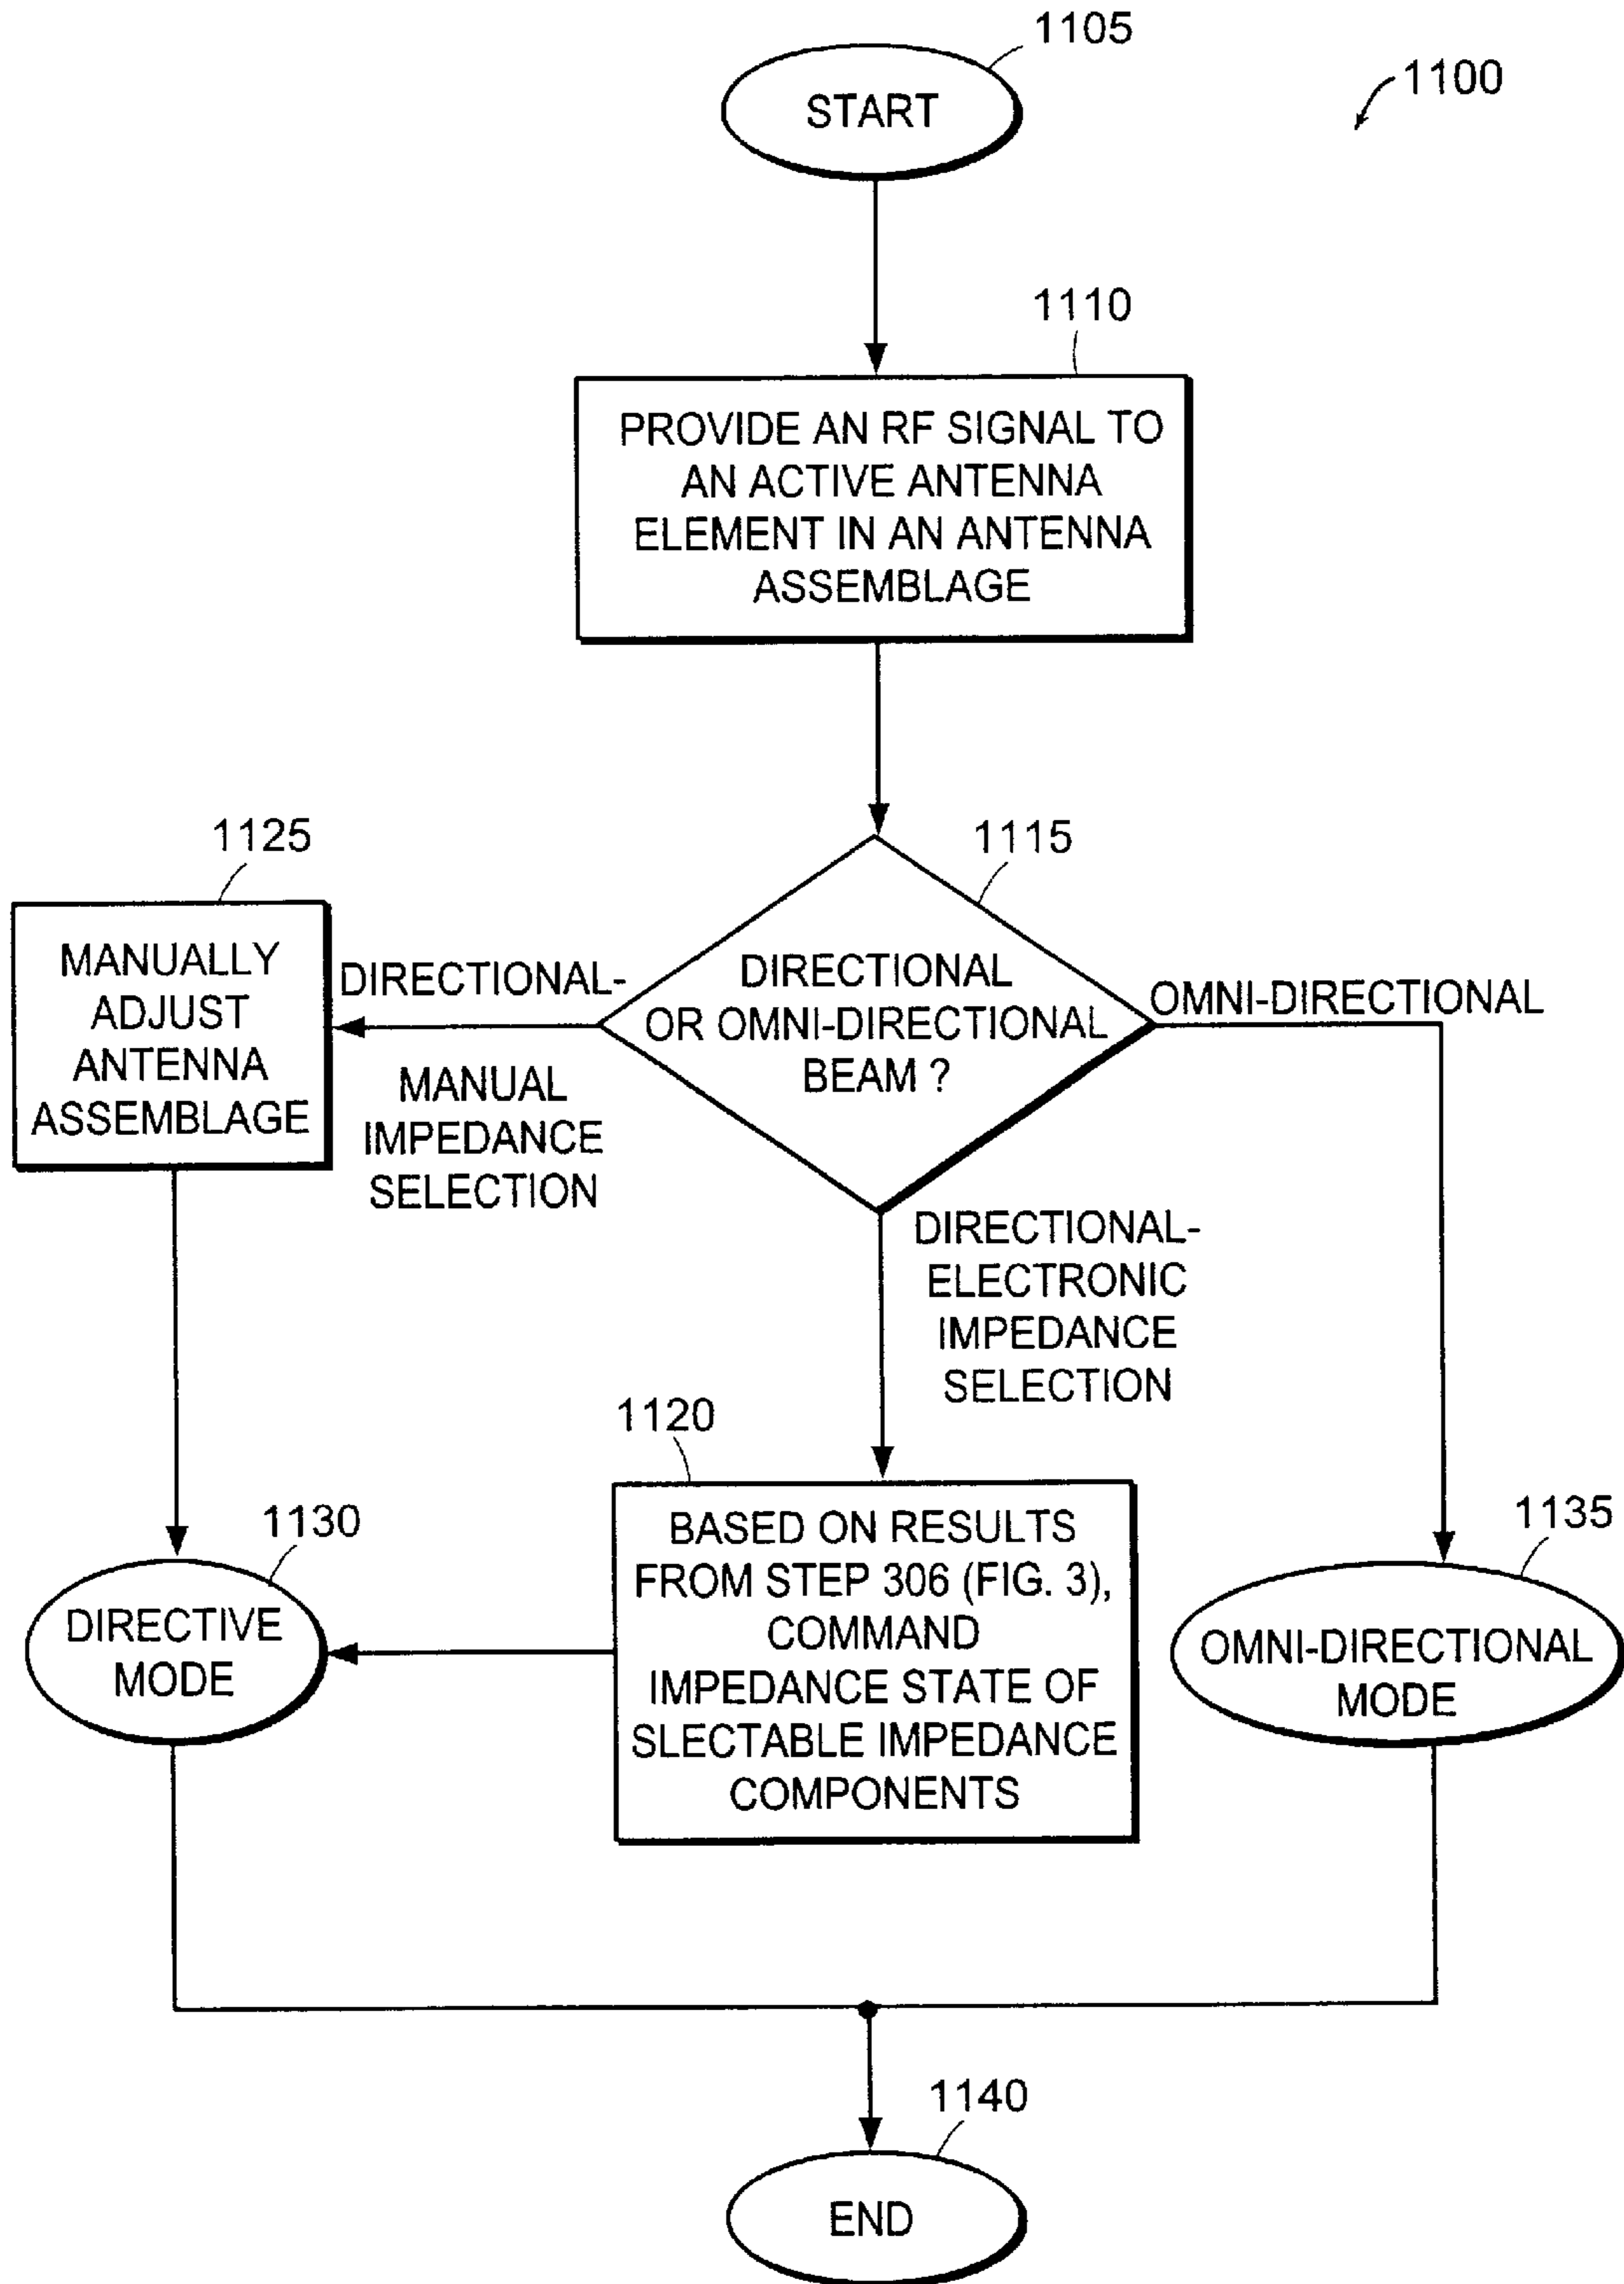 1105
1100
START
1110
PROVIDE AN RF SIGNAL TO
AN ACTIVE ANTENNA
ELEMENT IN AN ANTENNA
ASSEMBLAGE
1125
1115
MANUALLY
ADJUST
ANTENNA
ASSEMBLAGE
DIRECTIONAL-
MANUAL
IMPEDANCE
SELECTION
DIRECTIONAL
OR OMNI-DIRECTIONAL
BEAM ?
OMNI-DIRECTIONAL
DIRECTIONAL-
ELECTRONIC
IMPEDANCE
SELECTION
1120
1130
1135
DIRECTIVE
MODE
BASED ON RESULTS
FROM STEP 306 (FIG. 3),
COMMAND
IMPEDANCE STATE OF
SLECTABLE IMPEDANCE
COMPONENTS
OMNI-DIRECTIONAL
MODE
1140
END